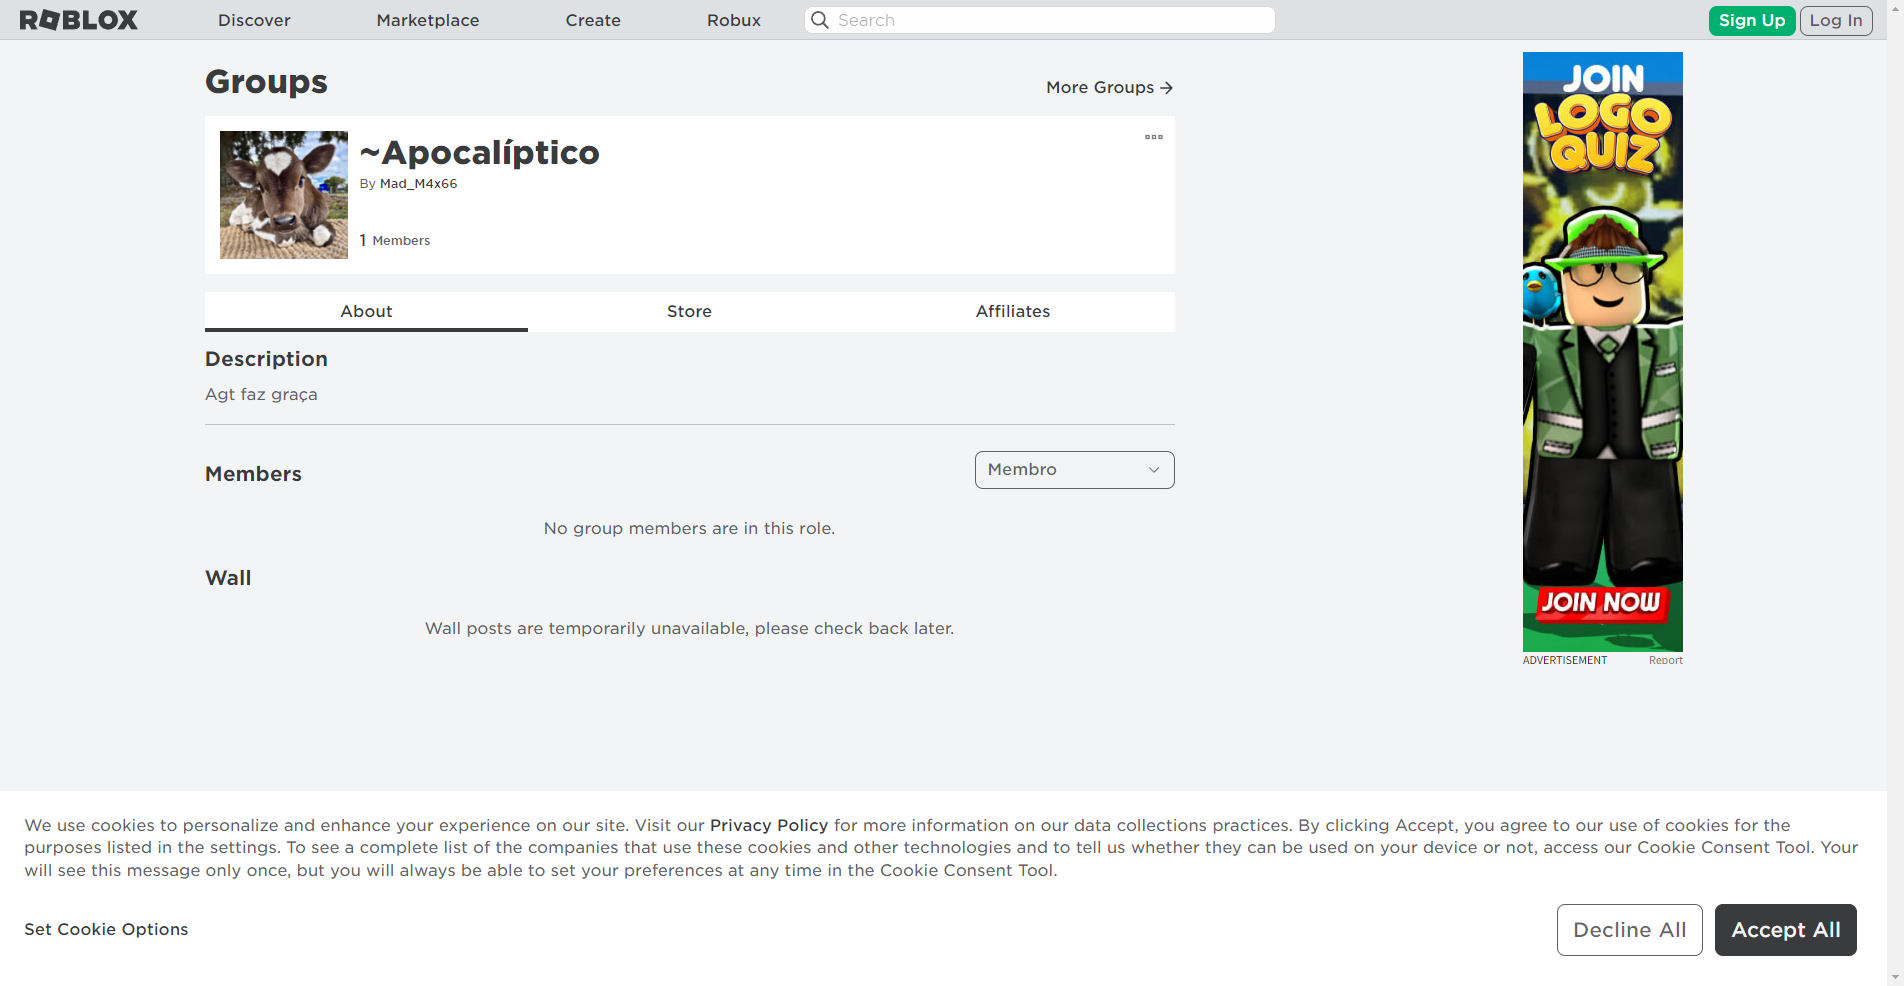 ROBLOX Discover Marketplace Create Robux Search Sign Up Log In
Groups
More Groups →
~Apocalíptico
By Mad_M4x66
1 Members
About Store Affiliates
Description
Agt faz graça
Members
Membro
No group members are in this role.
Wall
Wall posts are temporarily unavailable, please check back later.
JOIN
LOGO
QUIZ
JOIN NOW
ADVERTISEMENT Report
We use cookies to personalize and enhance your experience on our site. Visit our Privacy Policy for more information on our data collections practices. By clicking Accept, you agree to our use of cookies for the
purposes listed in the settings. To see a complete list of the companies that use these cookies and other technologies and to tell us whether they can be used on your device or not, access our Cookie Consent Tool. Your
will see this message only once, but you will always be able to set your preferences at any time in the Cookie Consent Tool.
Set Cookie Options
Decline All Accept All